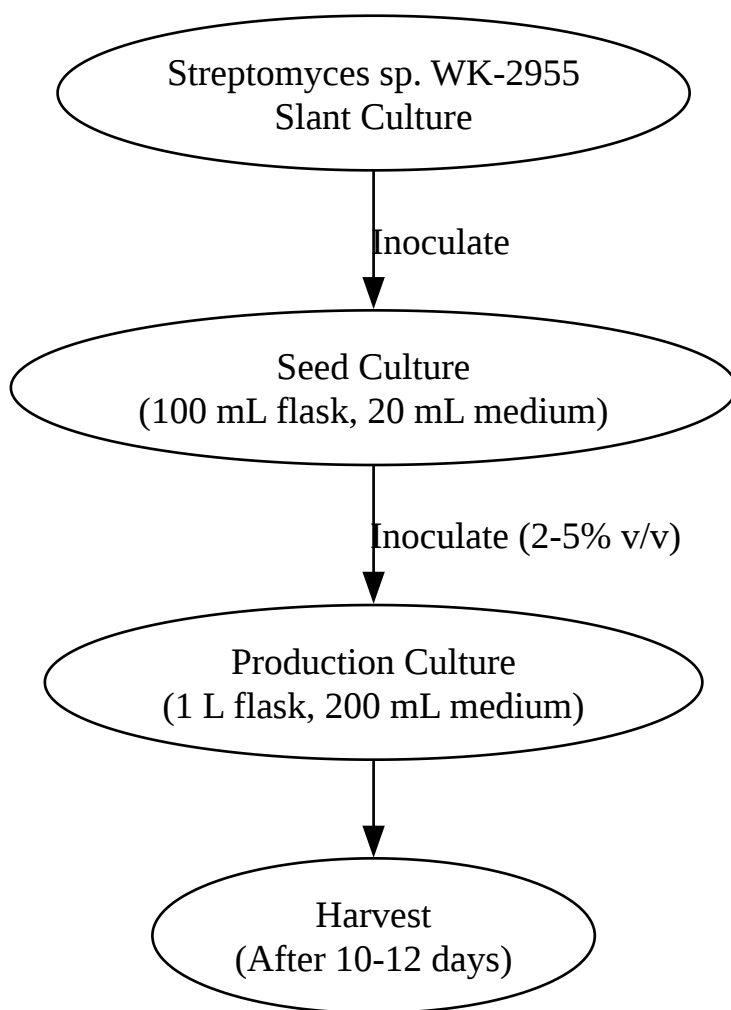 Streptomyces sp. WK-2955
Slant Culture
Inoculate
Seed Culture
(100 mL flask, 20 mL medium)
Inoculate (2-5% v/v)
Production Culture
(1 L flask, 200 mL medium)
Harvest
(After 10-12 days)